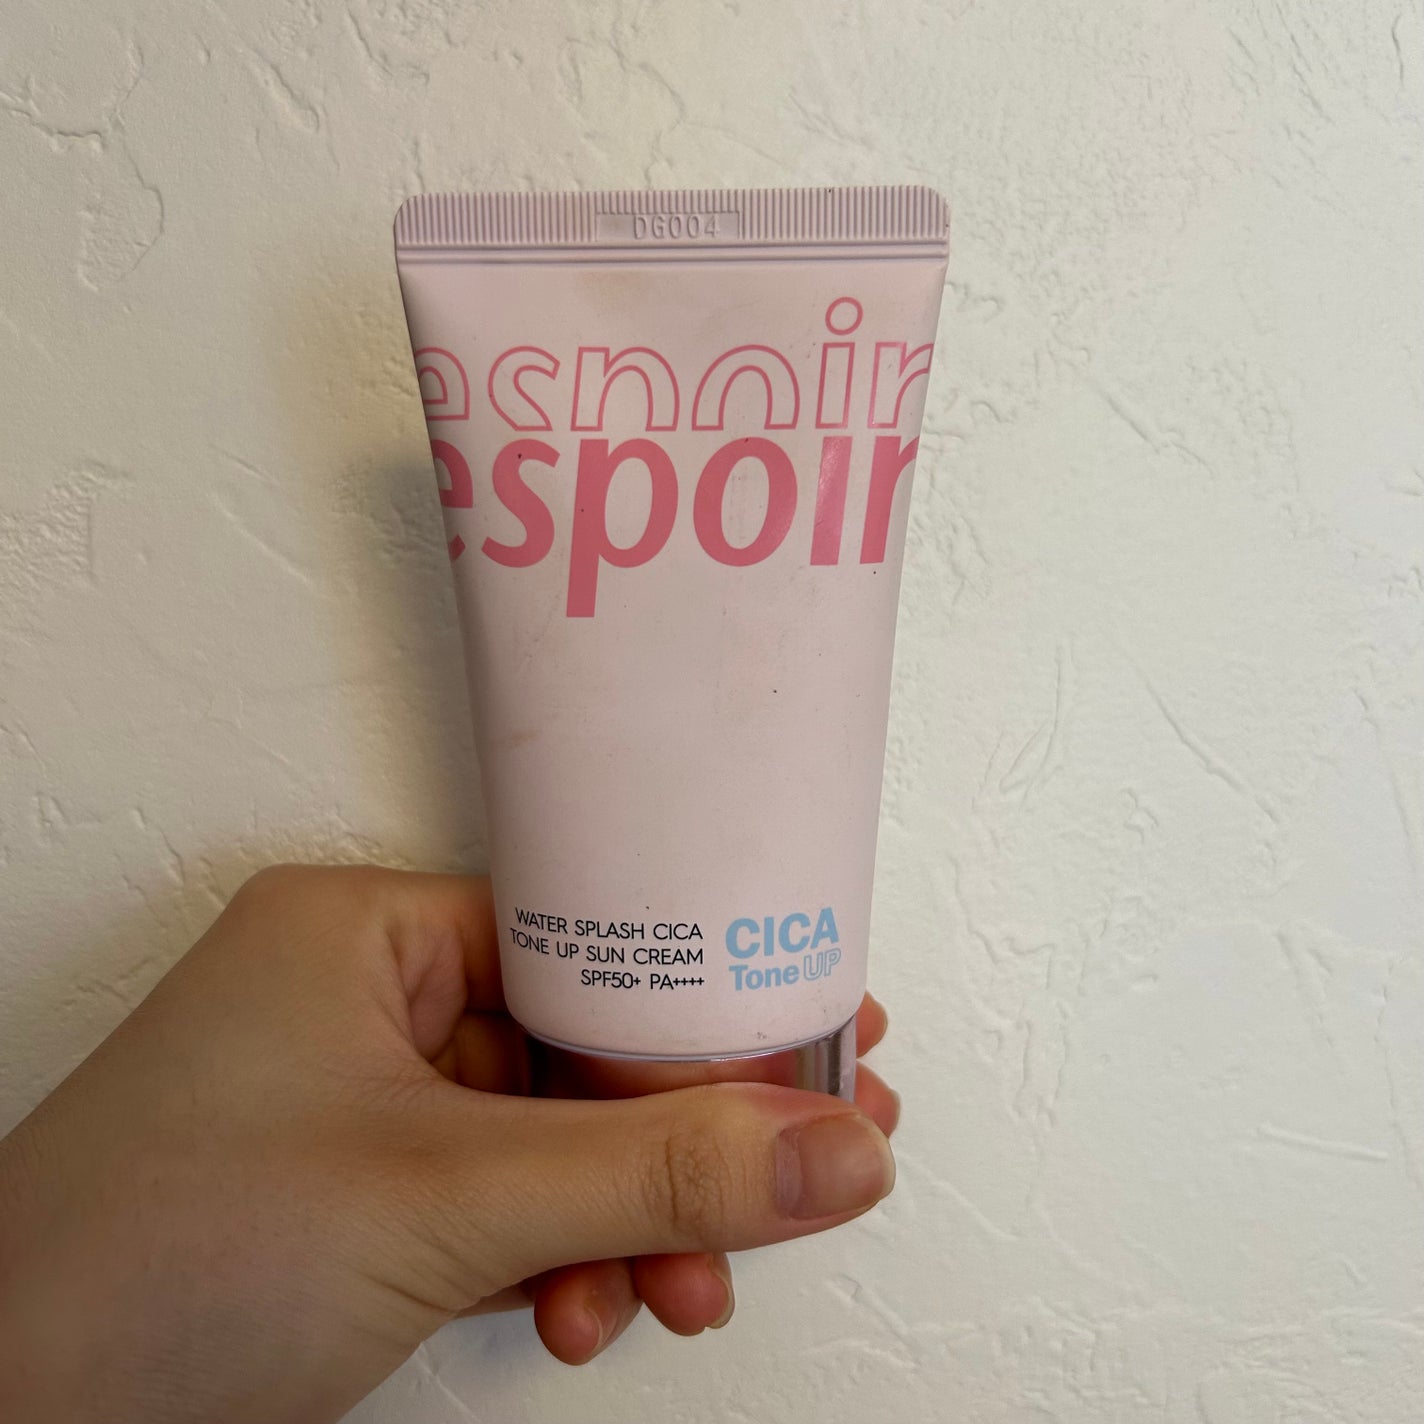 DG004
espoir
espoir
WATER SPLASH CICA
TONE UP SUN CREAM
SPF50+ PA++++
CICA
Tone UP